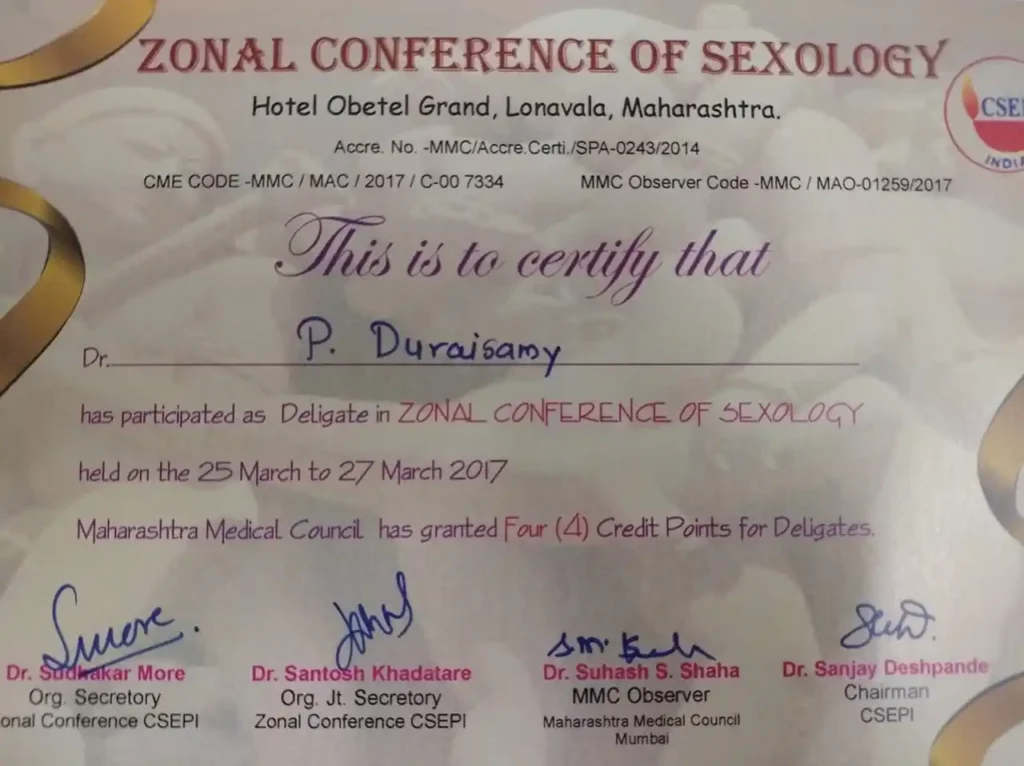 ZONAL CONFERENCE OF SEXOLOGY
Hotel Obetel Grand, Lonavala, Maharashtra.
CSE
INDI
Accre. No. -MMC/Accre.Certi./SPA-0243/2014
CME CODE -MMC / MAC / 2017 / C-00 7334
MMC Observer Code -MMC / MAO-01259/2017
This is to certify that
Dr. P. Duraisamy
has participated as Deligate in ZONAL CONFERENCE OF SEXOLOGY
held on the 25 March to 27 March 2017
Maharashtra Medical Council has granted Four (4) Credit Points for Deligates.
Dr. Sudhakar More
Org. Secretary
onal Conference CSEPI
Dr. Santosh Khadatare
Org. Jt. Secretary
Zonal Conference CSEPI
Dr. Suhash S. Shaha
MMC Observer
Maharashtra Medical Council
Mumbai
Dr. Sanjay Deshpande
Chairman
CSEPI